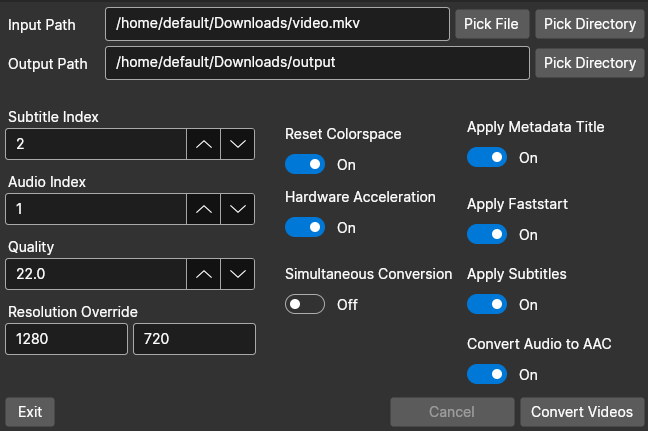 Input Path /home/default/Downloads/video.mkv Pick File Pick Directory
Output Path /home/default/Downloads/output Pick Directory
Subtitle Index
2
Audio Index
1
Quality
22.0
Resolution Override
1280 720
Reset Colorspace
On
Hardware Acceleration
On
Simultaneous Conversion
Off
Apply Metadata Title
On
Apply Faststart
On
Apply Subtitles
On
Convert Audio to AAC
On
Exit Cancel Convert Videos